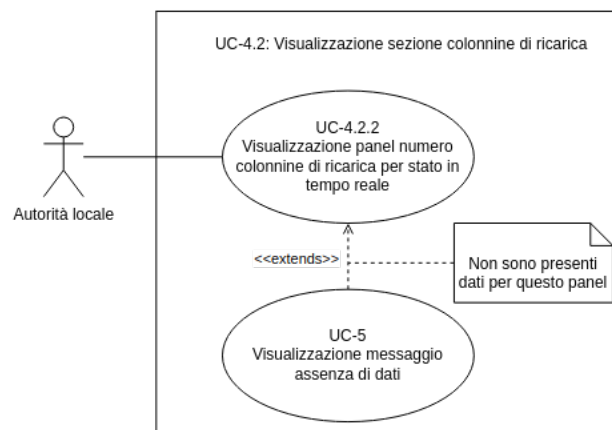 UC-4.2: Visualizzazione sezione colonnine di ricarica
UC-4.2.2
Visualizzazione panel numero
colonnine di ricarica per stato in
tempo reale
Autorità locale
<<extends>>
Non sono presenti
dati per questo panel
UC-5
Visualizzazione messaggio
assenza di dati